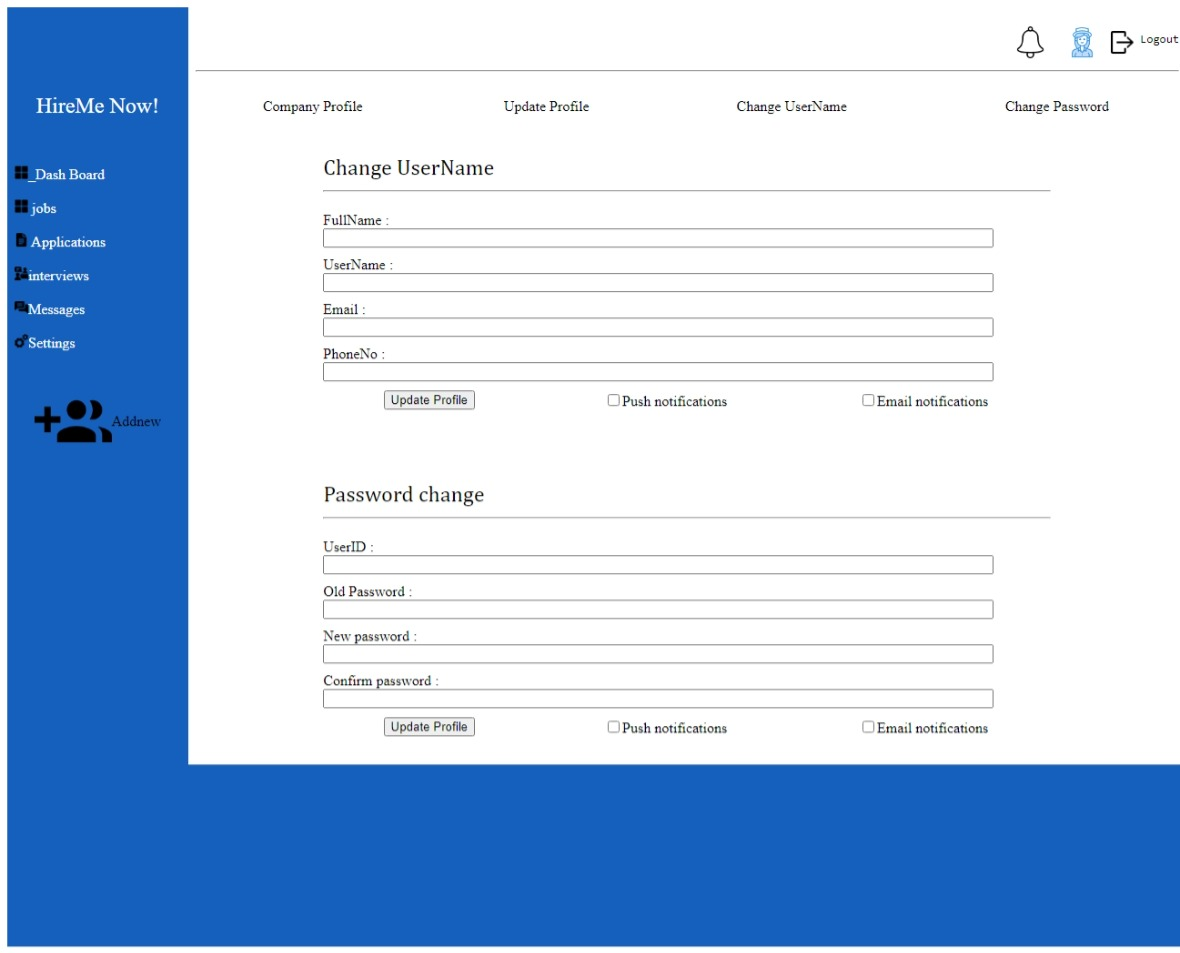 Logout
HireMe Now!
Company Profile Update Profile Change UserName Change Password
_Dash Board
jobs
Applications
interviews
Messages
Settings
Addnew
Change UserName
FullName :
UserName :
Email :
PhoneNo :
Update Profile Push notifications Email notifications
Password change
UserID :
Old Password :
New password :
Confirm password :
Update Profile Push notifications Email notifications